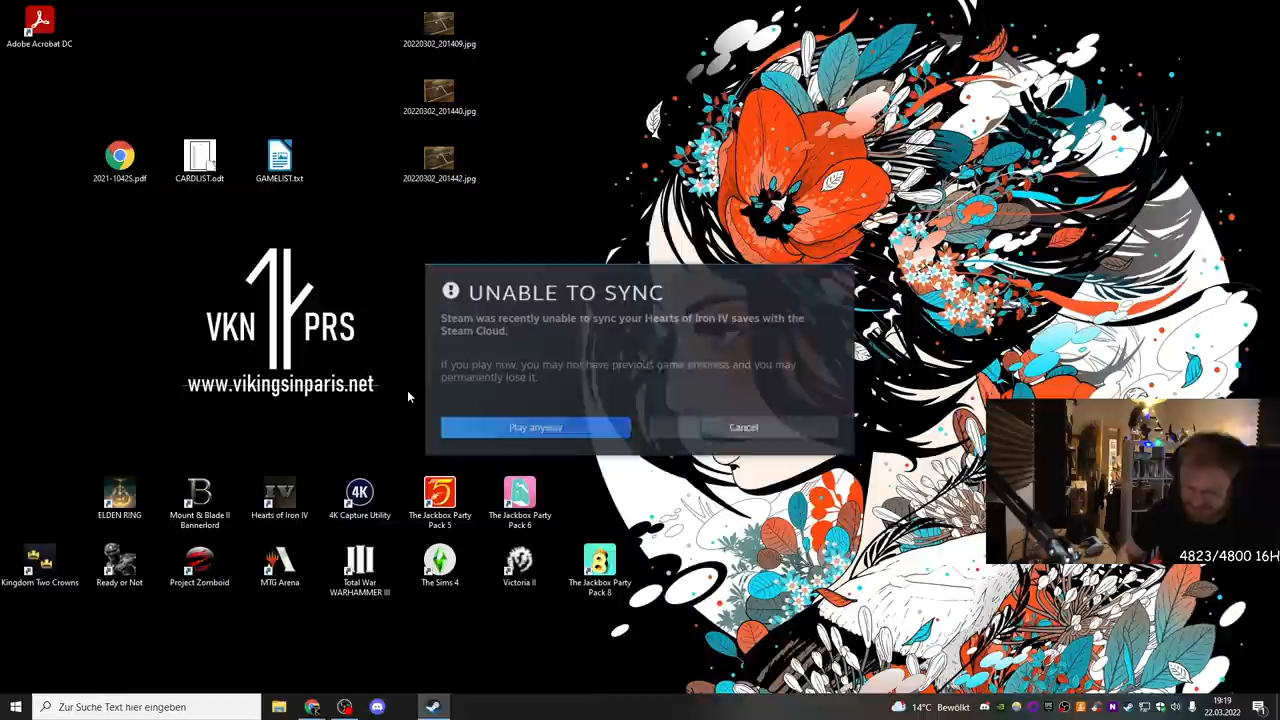 Adobe Acrobat DC
20220302_201409.jpg
20220302_201440.jpg
2021-1042S.pdf
CARDLIST.odt
GAMELIST.txt
20220302_201442.jpg
VKN PRS
www.vikingsinparis.net
UNABLE TO SYNC
Steam was recently unable to sync your Hearts of Iron IV saves with the
Steam Cloud.
If you play now, you may not have previous game progress and you may
permanently lose it.
Play anyway
Cancel
4823/4800 16H
ELDEN RING
Mount & Blade II
Bannerlord
Hearts of Iron IV
4K
4K Capture Utility
The Jackbox Party
Pack 5
The Jackbox Party
Pack 6
Kingdom Two Crowns
Ready or Not
Project Zomboid
MTG Arena
Total War
WARHAMMER III
The Sims 4
Victoria II
The Jackbox Party
Pack 8
Zur Suche Text hier eingeben
14°C Bewölkt
19:19
22.03.2022